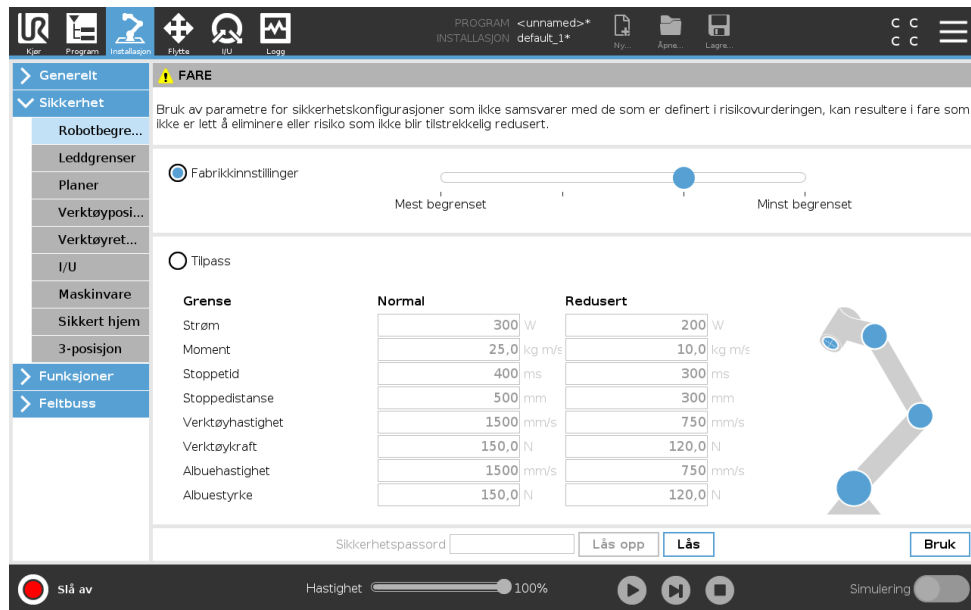 UR
PROGRAM <unnamed>*
INSTALLASJON default_1*
Kjør Program Installasjon Flytte I/U Logg Ny... Åpne... Lagre...
C C
C C
Generelt
Sikkerhet
Robotbegre...
Leddgrenser
Planer
Verktøyposi...
Verktøyret...
I/U
Maskinvare
Sikkert hjem
3-posisjon
Funksjoner
Feltbuss
FARE
Bruk av parametre for sikkerhetskonfigurasjoner som ikke samsvarer med de som er definert i risikovurderingen, kan resultere i fare som
ikke er lett å eliminere eller risiko som ikke blir tilstrekkelig redusert.
Fabrikkinnstillinger
Mest begrenset Minst begrenset
Tilpass
Grense Normal Redusert
Strøm 300 W 200 W
Moment 25,0 kg m/s 10,0 kg m/s
Stoppetid 400 ms 300 ms
Stoppedistanse 500 mm 300 mm
Verktøyhastighet 1500 mm/s 750 mm/s
Verktøykraft 150,0 N 120,0 N
Albuehastighet 1500 mm/s 750 mm/s
Albuestyrke 150,0 N 120,0 N
Sikkerhetspassord Lås opp Lås Bruk
Slå av Hastighet 100% Simulering